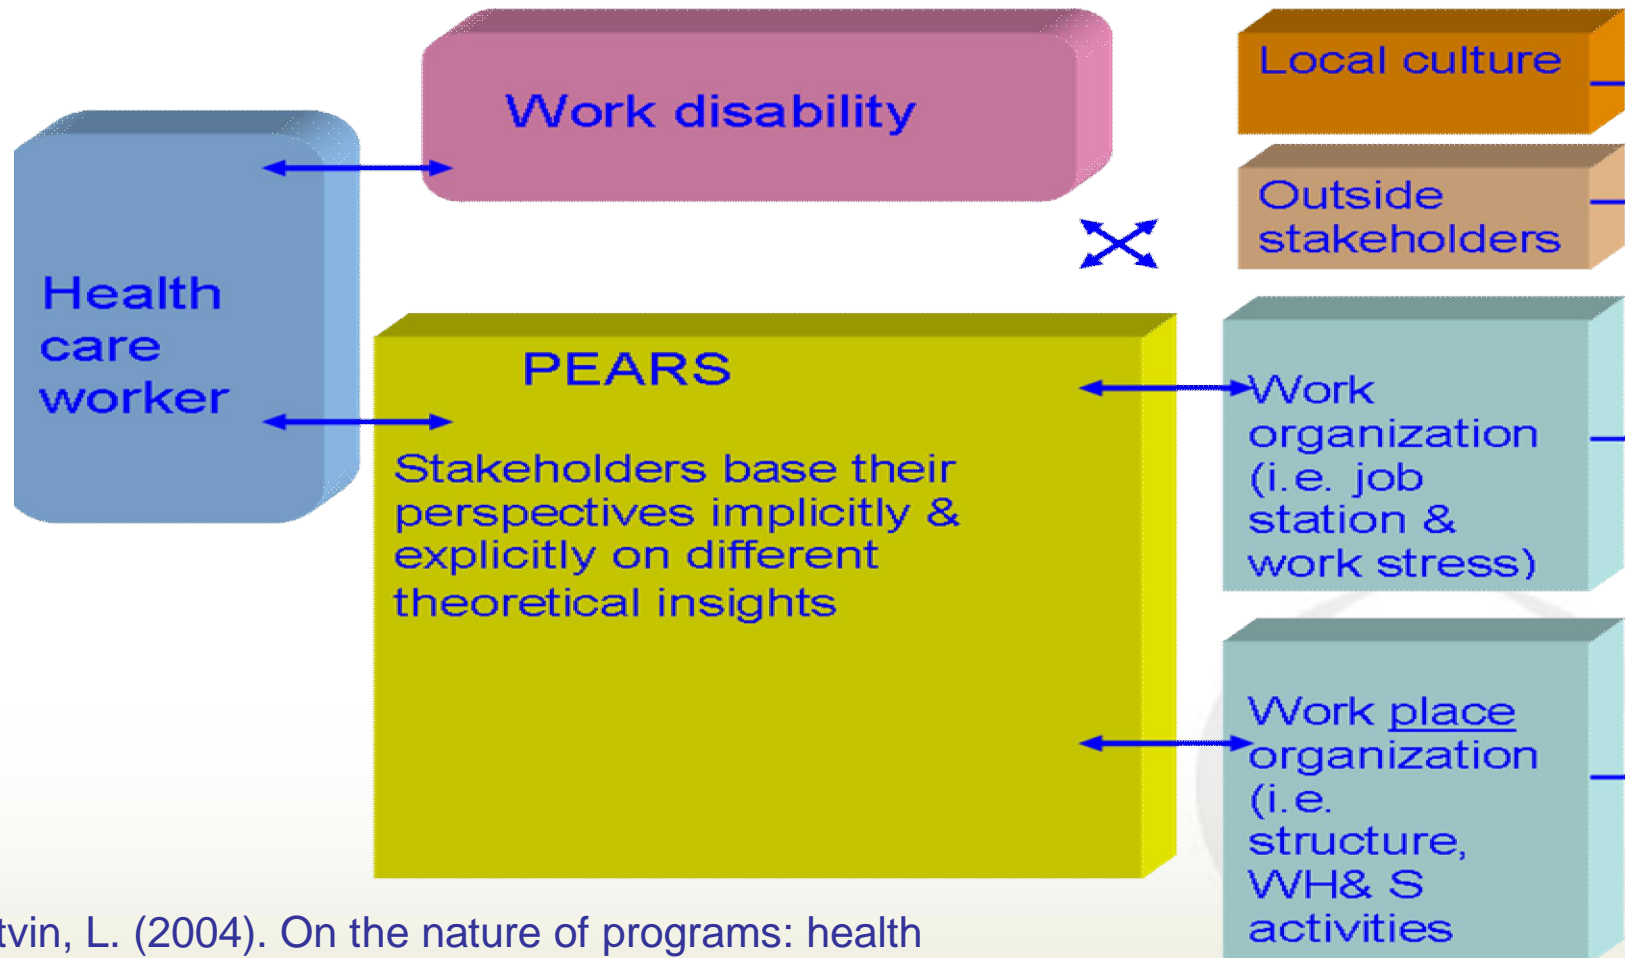 Work disability
Local culture
Outside
stakeholders
Health
care
worker
PEARS
Stakeholders base their
perspectives implicitly &
explicitly on different
theoretical insights
Work
organization
(i.e. job
station &
work stress)
Work place
organization
(i.e.
structure,
WH& S
activities
tvin, L. (2004). On the nature of programs: health